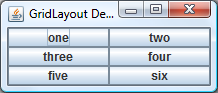 GridLayout De...
one two
three four
five six